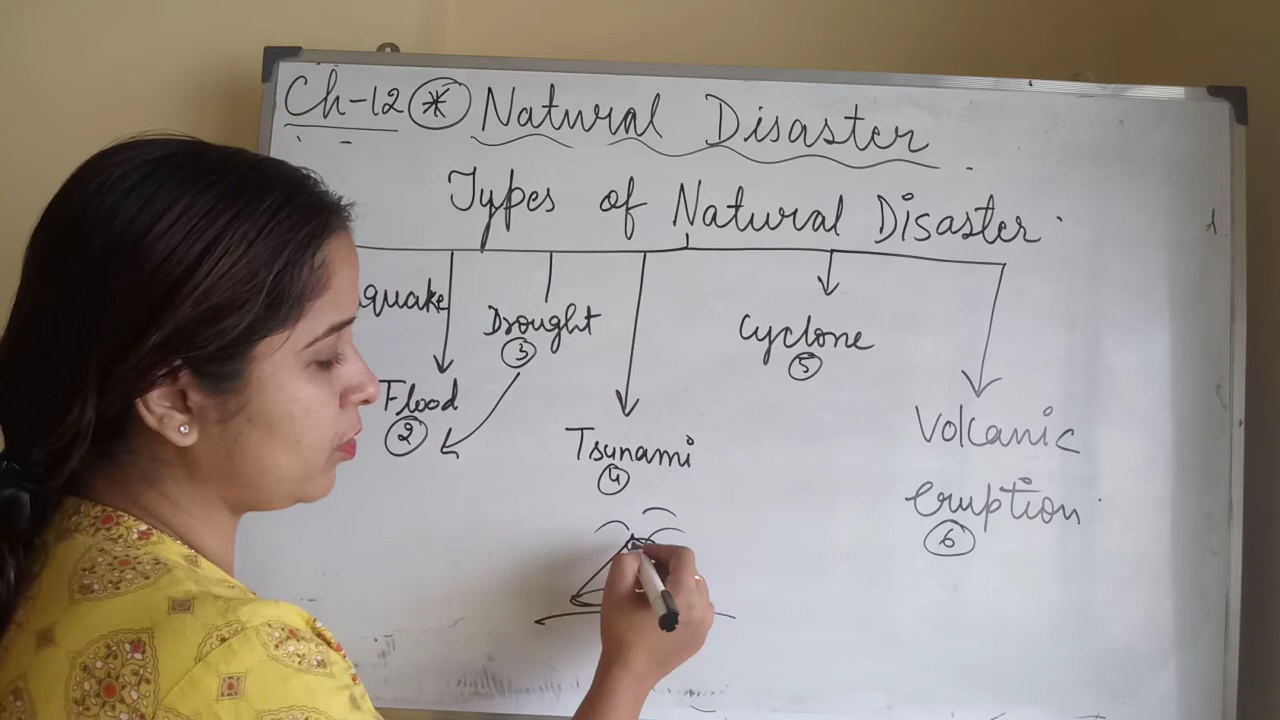 Ch-12 * Natural Disaster
Types of Natural Disaster
quake
Drought
3
Cyclone
5
Flood
2
Tsunami
4
Volcanic
eruption
6